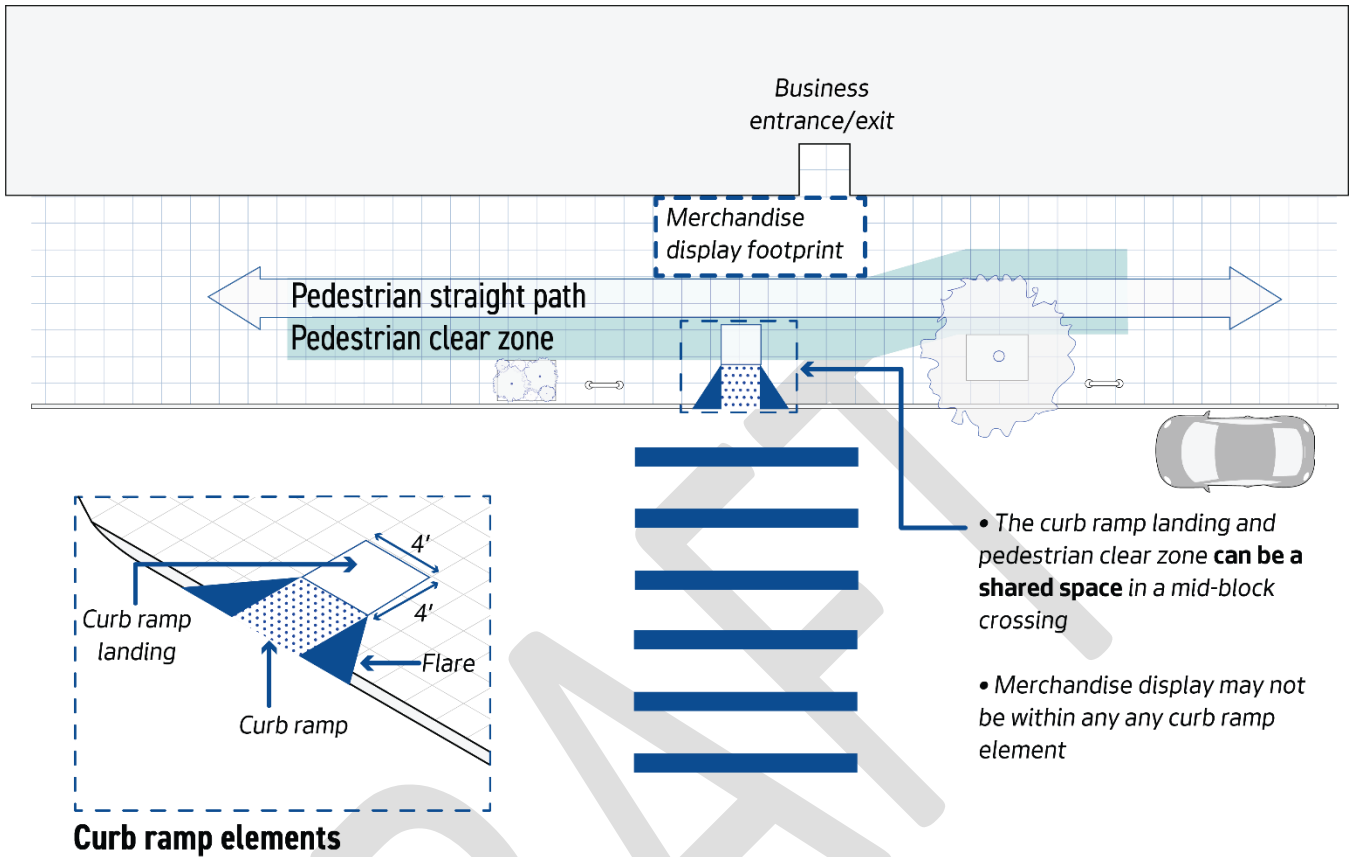 Business
entrance/exit
Merchandise
display footprint
Pedestrian straight path
Pedestrian clear zone
• The curb ramp landing and
pedestrian clear zone can be a
shared space in a mid-block
crossing
• Merchandise display may not
be within any any curb ramp
element
4'
4'
Curb ramp
landing
Flare
Curb ramp
Curb ramp elements
DRAFT